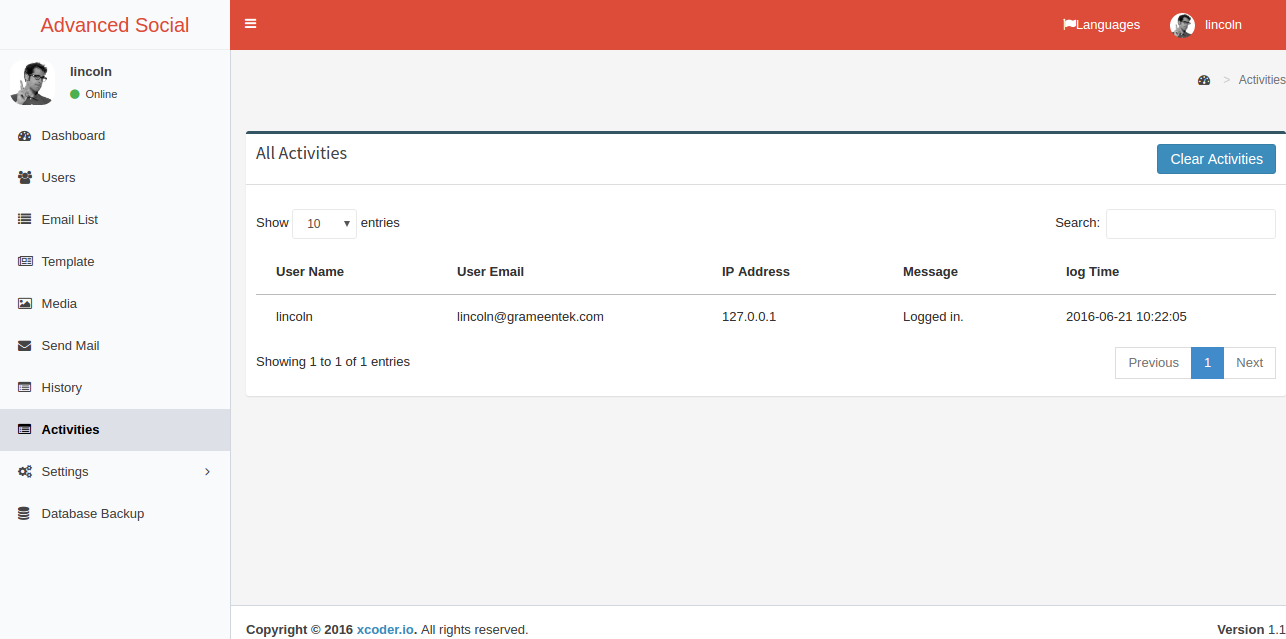 Advanced Social
Languages
lincoln
lincoln
Online
> Activities
Dashboard
Users
Email List
Template
Media
Send Mail
History
Activities
Settings
Database Backup
All Activities
Clear Activities
Show 10 entries
Search:
User Name User Email IP Address Message log Time
lincoln lincoln@grameentek.com 127.0.0.1 Logged in. 2016-06-21 10:22:05
Showing 1 to 1 of 1 entries
Previous 1 Next
Copyright © 2016 xcoder.io. All rights reserved.
Version 1.1